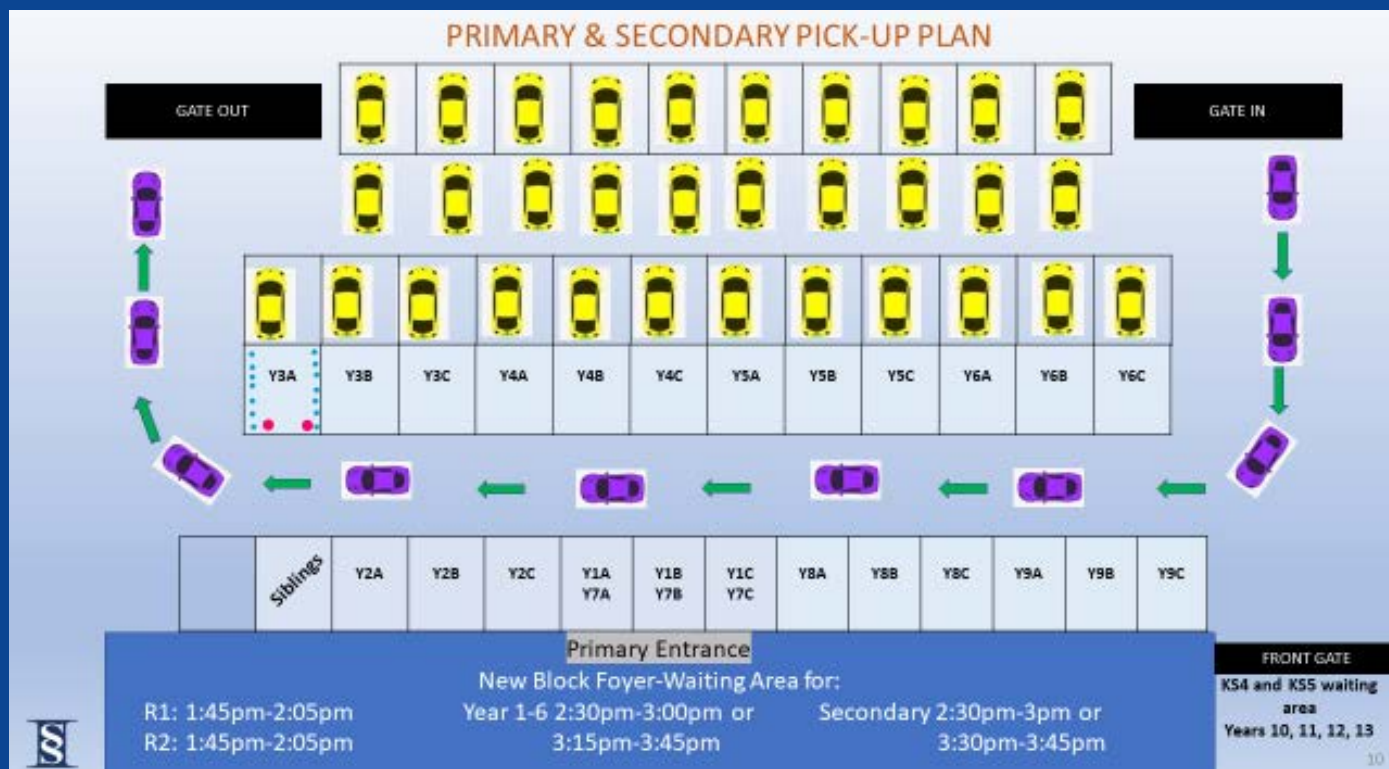 PRIMARY & SECONDARY PICK-UP PLAN
GATE OUT
GATE IN
Y3A
Y3B
Y3C
Y4A
Y4B
Y4C
Y5A
Y5B
Y5C
Y6A
Y6B
Y6C
Siblings
Y2A
Y2B
Y2C
Y1A
Y7A
Y1B
Y7B
Y1C
Y7C
Y8A
Y8B
Y8C
Y9A
Y9B
Y9C
Primary Entrance
New Block Foyer-Waiting Area for:
R1: 1:45pm-2:05pm
R2: 1:45pm-2:05pm
Year 1-6 2:30pm-3:00pm or
3:15pm-3:45pm
Secondary 2:30pm-3pm or
3:30pm-3:45pm
FRONT GATE
KS4 and KS5 waiting
area
Years 10, 11, 12, 13
10